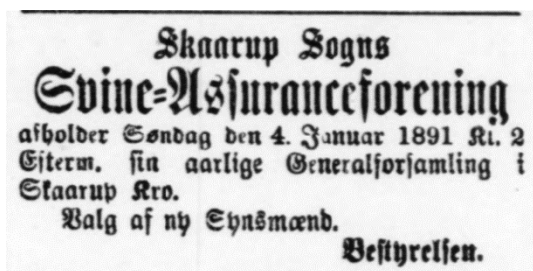 Skaarup Sogns
Svine-Assuranceforening
afholder Søndag den 4. Januar 1891 Kl. 2
Efterm. sin aarlige Generalforsamling i
Skaarup Kro.
Valg af ny Synsmænd.
Bestyrelsen.